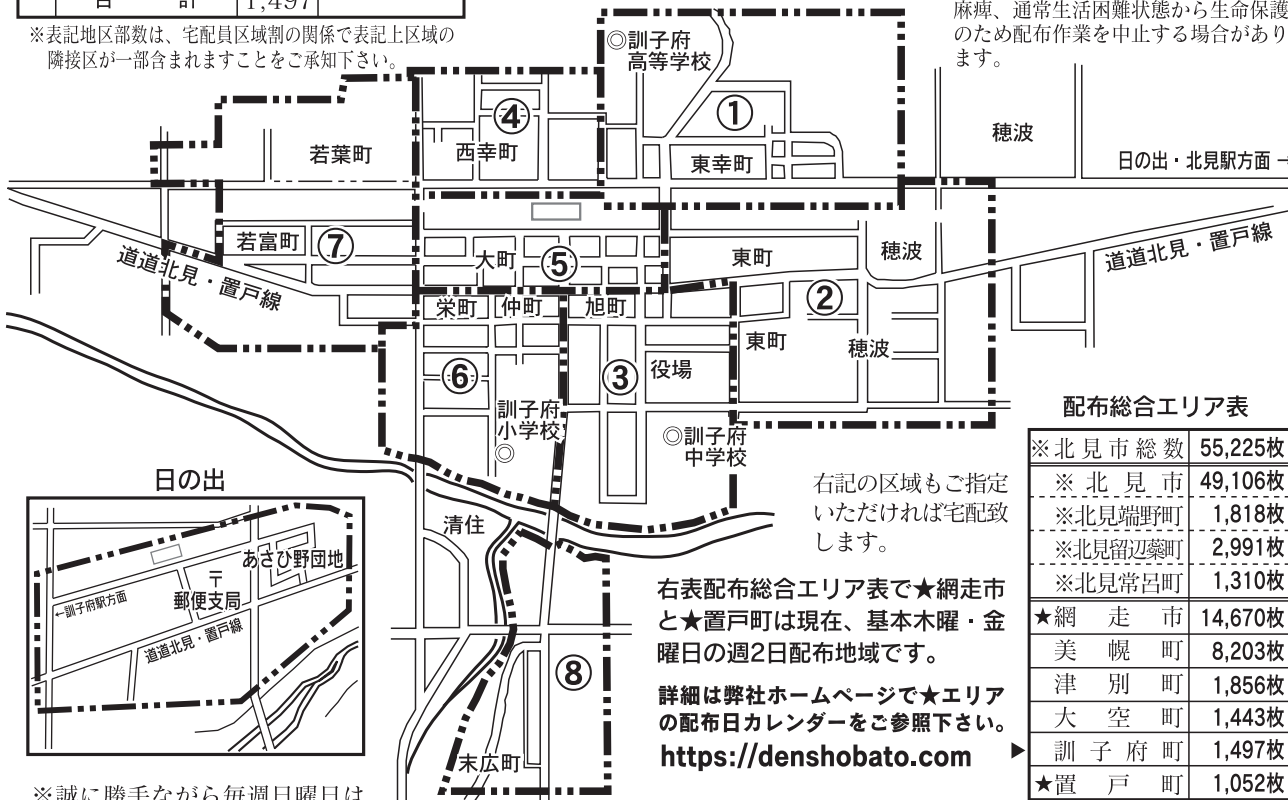 合 計 1,497
※表記地区部数は、宅配員区域割の関係で表記上区域の
隣接区が一部含まれますことをご承知下さい。
麻痺、通常生活困難状態から生命保護
のため配布作業を中止する場合があり
ます。
◎訓子府
高等学校
①
④
穂波
若葉町
西幸町
東幸町
日の出・北見駅方面→
若富町
⑦
大町
⑤
東町
穂波
道道北見・置戸線
道道北見・置戸線
栄町
仲町
旭町
②
東町
穂波
⑥
③
役場
訓子府
小学校
◎
◎訓子府
中学校
清住
⑧
末広町
日の出
あさひ野団地
〒
郵便支局
←訓子府駅方面
道道北見・置戸線
右記の区域もご指定
いただければ宅配致
します。
右表配布総合エリア表で★網走市
と★置戸町は現在、基本木曜・金
曜日の週2日配布地域です。
詳細は弊社ホームページで★エリア
の配布日カレンダーをご参照下さい。
https://denshobato.com
配布総合エリア表
※北見市総数 55,225枚
※北見市 49,106枚
※北見端野町 1,818枚
※北見留辺蘂町 2,991枚
※北見常呂町 1,310枚
★網走市 14,670枚
美幌町 8,203枚
津別町 1,856枚
大空町 1,443枚
▶訓子府町 1,497枚
★置戸町 1,052枚
※誠に勝手ながら毎週日曜日は